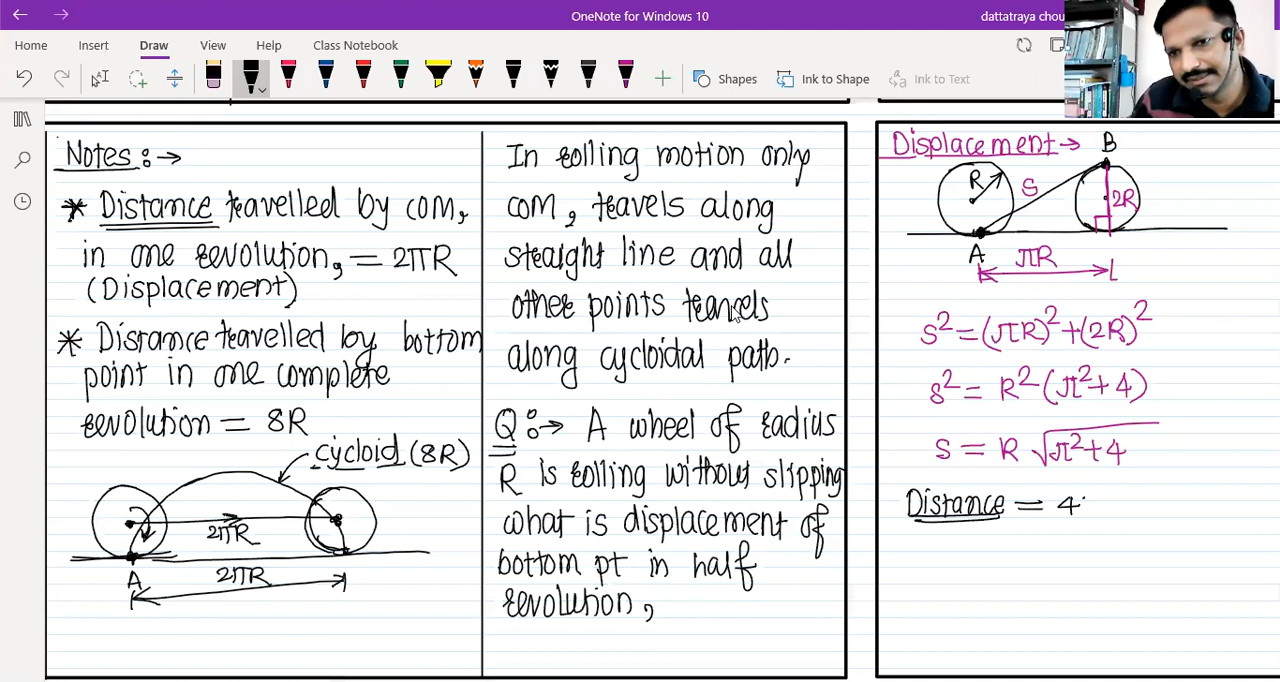 OneNote for Windows 10
dattatraya chou
Home Insert Draw View Help Class Notebook
Shapes Ink to Shape Ink to Text
Notes:→
* Distance travelled by COM,
in one revolution, = 2πR
(Displacement)
* Distance travelled by bottom
point in one complete
revolution = 8R
cycloid (8R)
2πR
A 2πR
In rolling motion only
COM, travels along
straight line and all
other points travels
along cycloidal path.
Q:→ A wheel of radius
R is rolling without slipping
what is displacement of
bottom pt in half
revolution,
Displacement→ B
R S 2R
A πR
S² = (πR)² + (2R)²
S² = R² (π² + 4)
S = R √π² + 4
Distance = 4